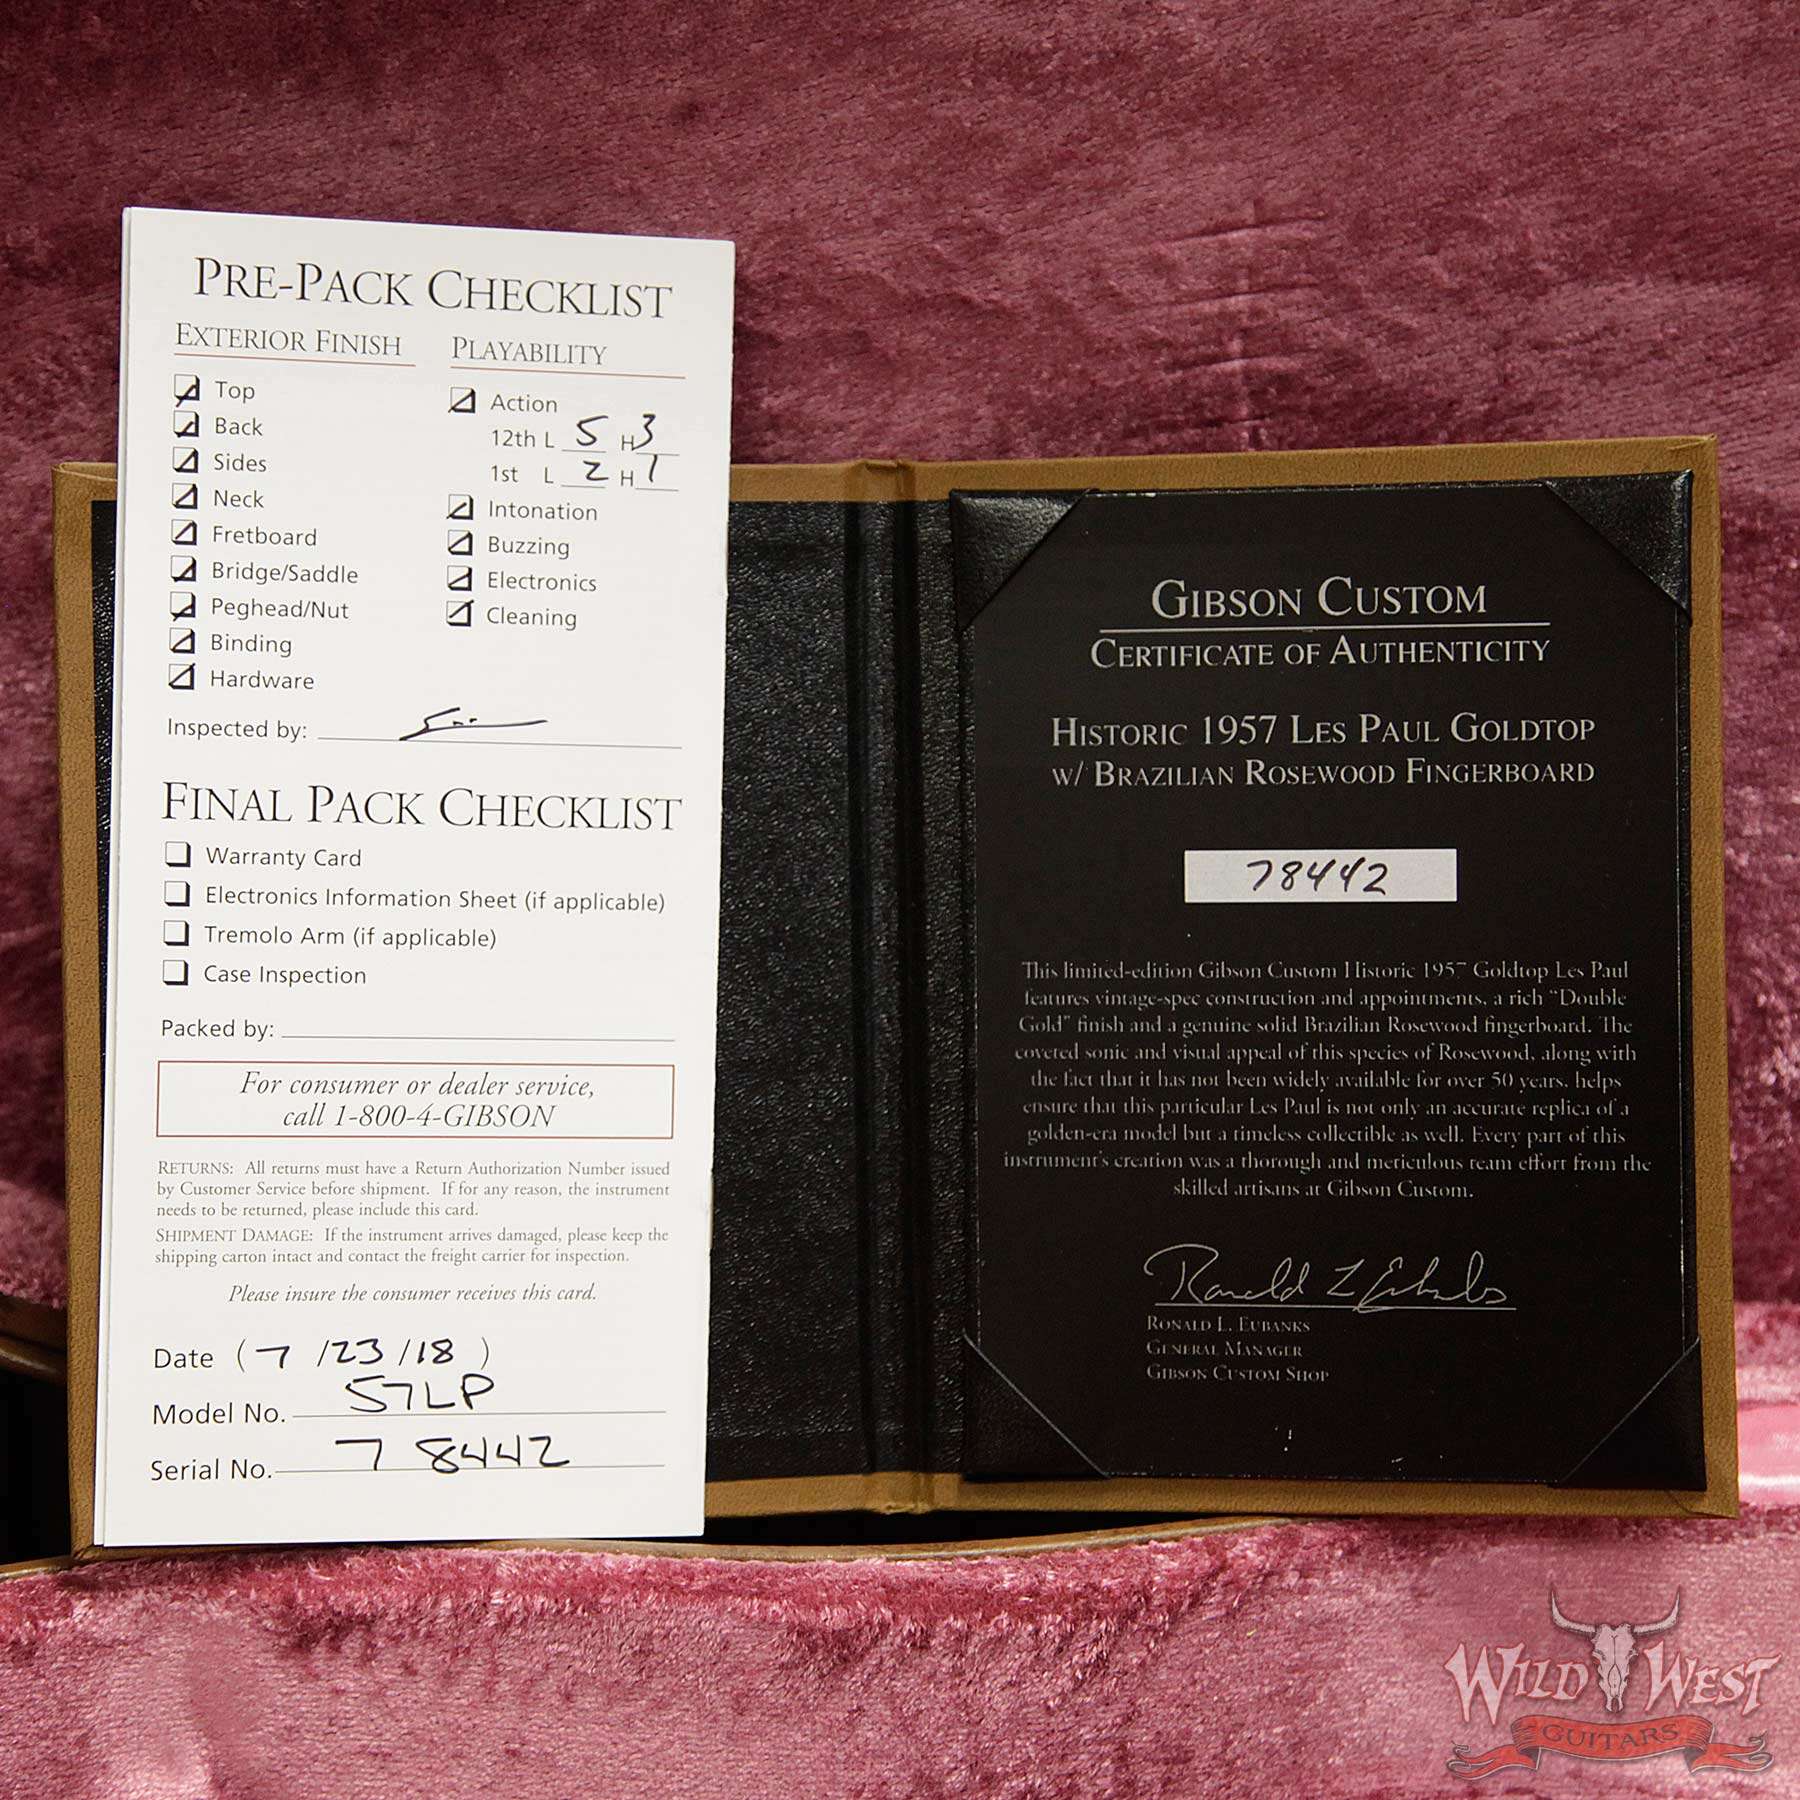 PRE-PACK CHECKLIST
EXTERIOR FINISH
Top
Back
Sides
Neck
Fretboard
Bridge/Saddle
Peghead/Nut
Binding
Hardware
PLAYABILITY
Action
12th L 5 H 3
1st L 2 H 1
Intonation
Buzzing
Electronics
Cleaning
Inspected by:
FINAL PACK CHECKLIST
Warranty Card
Electronics Information Sheet (if applicable)
Tremolo Arm (if applicable)
Case Inspection
Packed by:
For consumer or dealer service,
call 1-800-4-GIBSON
RETURNS: All returns must have a Return Authorization Number issued
by Customer Service before shipment. If for any reason, the instrument
needs to be returned, please include this card.
SHIPMENT DAMAGE: If the instrument arrives damaged, please keep the
shipping carton intact and contact the freight carrier for inspection.
Please insure the consumer receives this card.
Date (7/23/18)
Model No. 57LP
Serial No. 7 8442
GIBSON CUSTOM
CERTIFICATE OF AUTHENTICITY
HISTORIC 1957 LES PAUL GOLDTOP
W/ BRAZILIAN ROSEWOOD FINGERBOARD
78442
This limited-edition Gibson Custom Historic 1957 Goldtop Les Paul
features vintage-spec construction and appointments, a rich "Double
Gold" finish and a genuine solid Brazilian Rosewood fingerboard. The
coveted sonic and visual appeal of this species of Rosewood, along with
the fact that it has not been widely available for over 50 years, helps
ensure that this particular Les Paul is not only an accurate replica of a
golden-era model but a timeless collectible as well. Every part of this
instrument's creation was a thorough and meticulous team effort from the
skilled artisans at Gibson Custom.
Ronald L Eubanks
RONALD L. EUBANKS
GENERAL MANAGER
GIBSON CUSTOM SHOP
WILD WEST
GUITARS